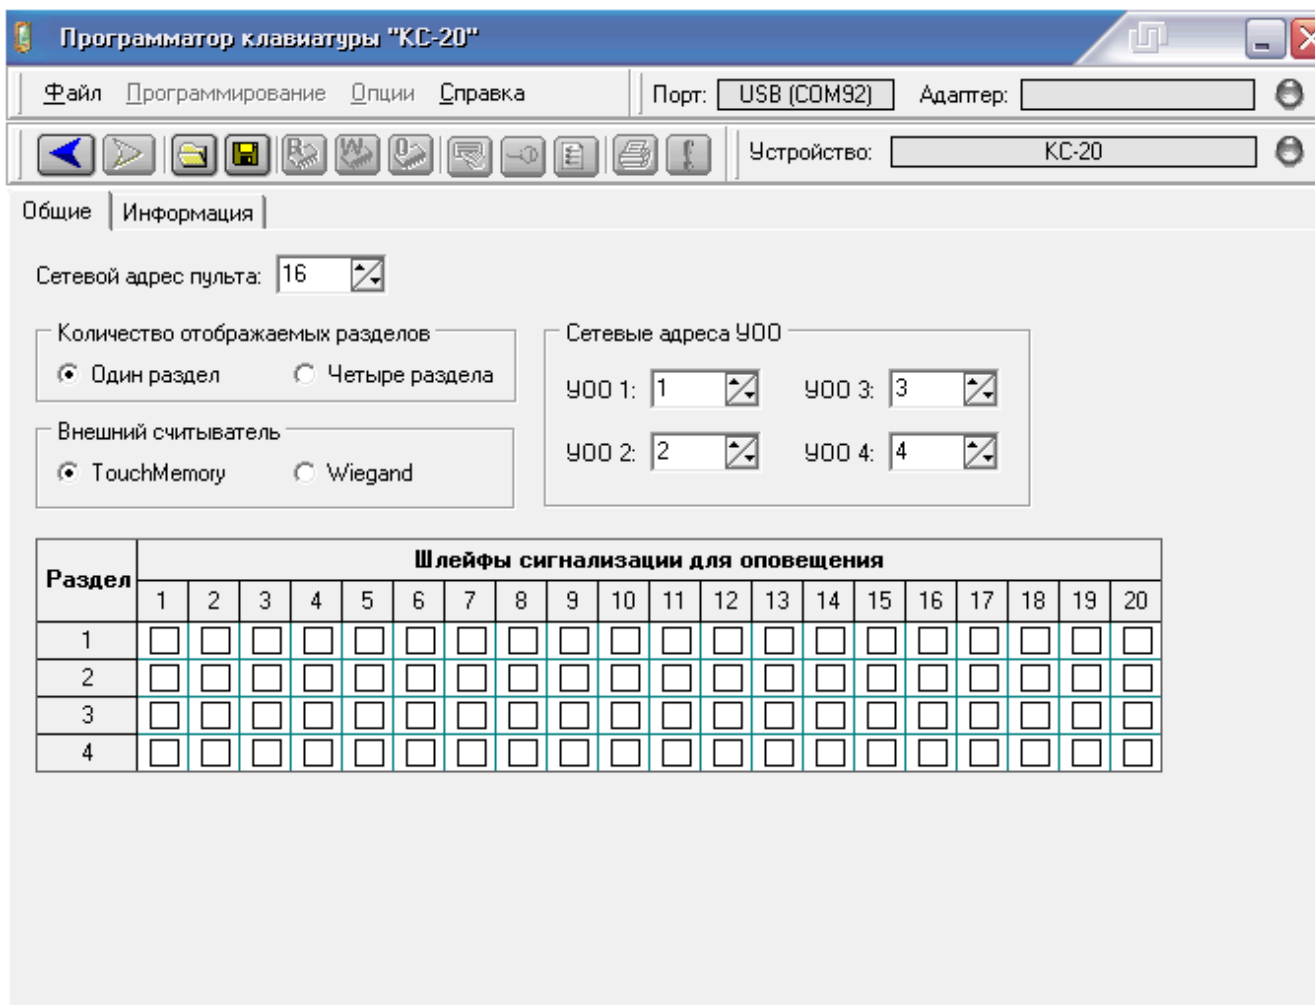 Программатор клавиатуры "КС-20"
Файл Программирование Опции Справка Порт: USB (COM92) Адаптер:
R W 0 Устройство: КС-20
Общие Информация
Сетевой адрес пульта: 16
Количество отображаемых разделов Сетевые адреса УОО
Один раздел Четыре раздела УОО 1: 1 УОО 3: 3
Внешний считыватель
TouchMemory Wiegand УОО 2: 2 УОО 4: 4
Раздел Шлейфы сигнализации для оповещения
1 2 3 4 5 6 7 8 9 10 11 12 13 14 15 16 17 18 19 20
1
2
3
4